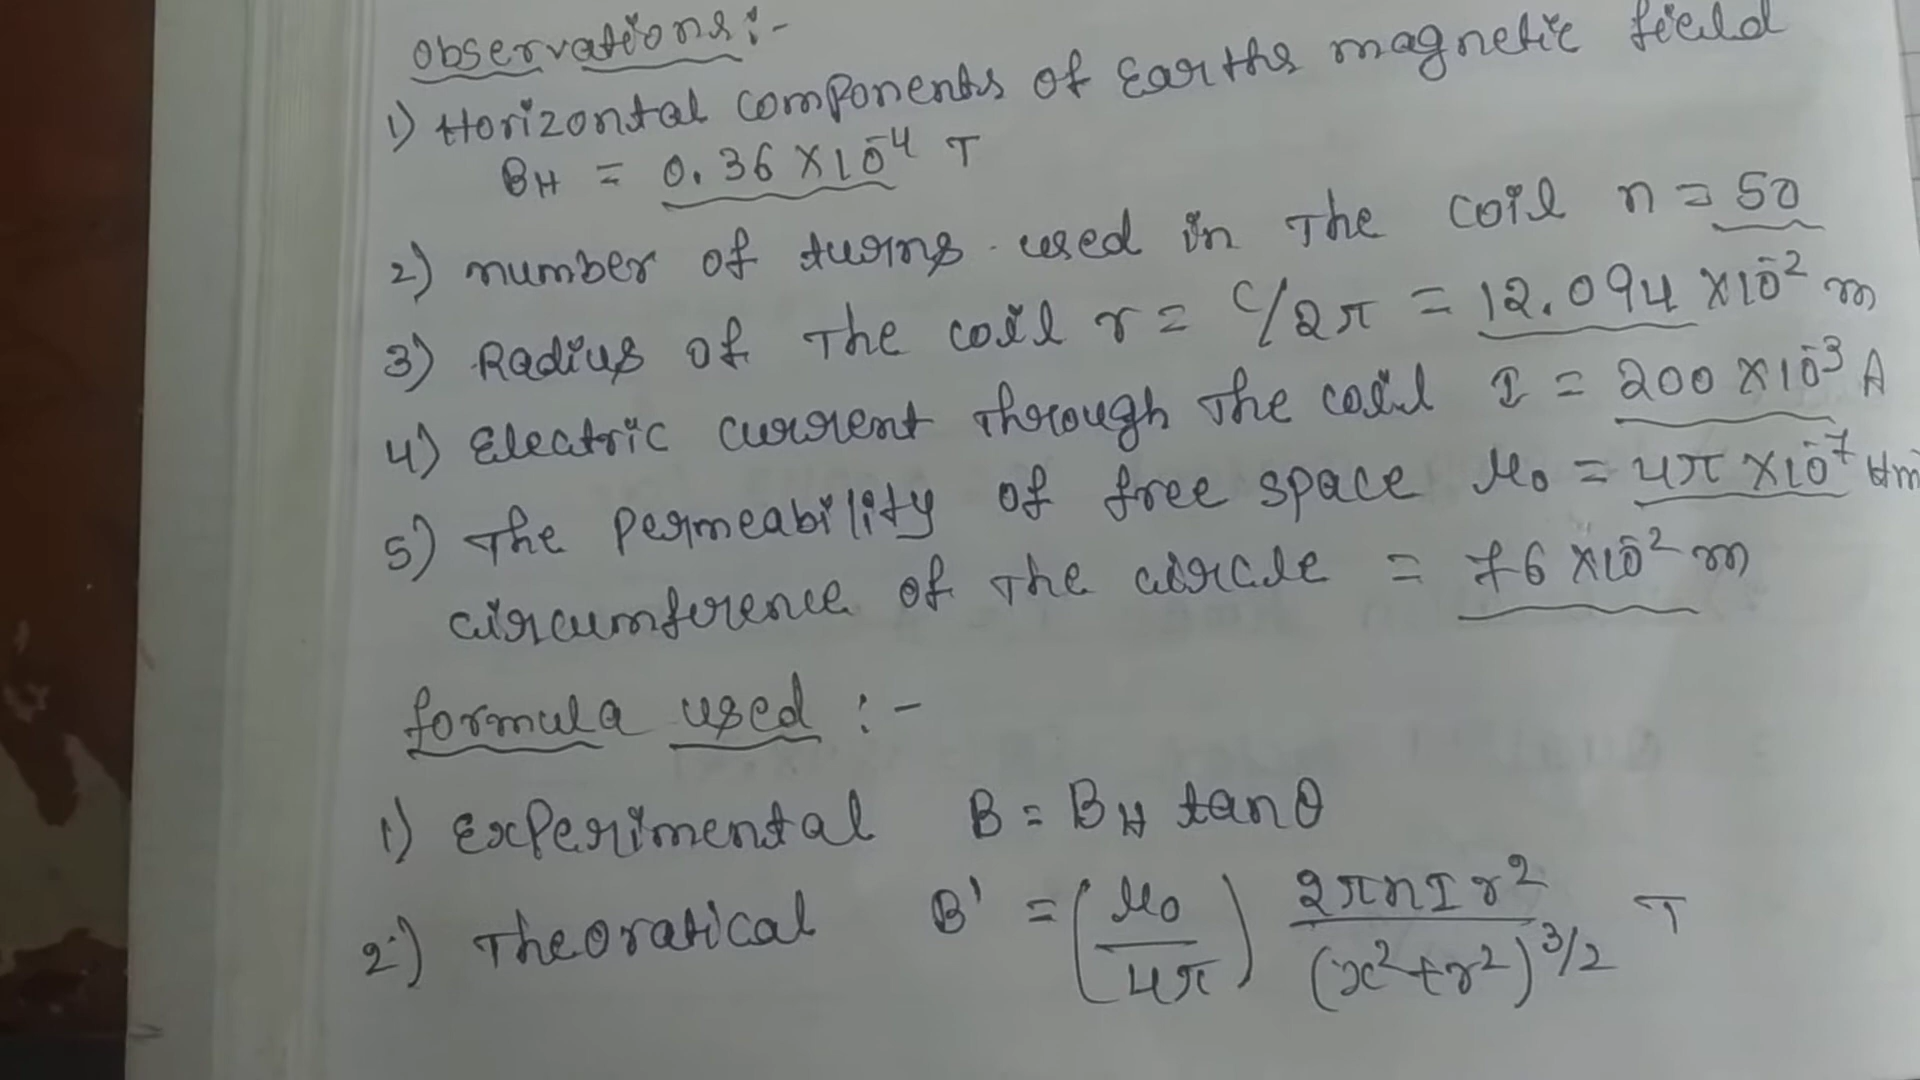 Observations:-
1) Horizontal components of Earths magnetic field
BH = 0.36 × 10⁻⁴ T
2) number of turns used in the coil n = 50
3) Radius of the coil r = c/2π = 12.094 × 10⁻² m
4) Electric current through the coil I = 200 × 10⁻³ A
5) The permeability of free space μ₀ = 4π × 10⁻⁷ Hm
circumference of the circle = 76 × 10⁻² m
formula used :-
1) Experimental B = BH tanθ
2) Theoratical B' = (μ₀/4π) 2πnIr²/(x²+r²)^3/2 T